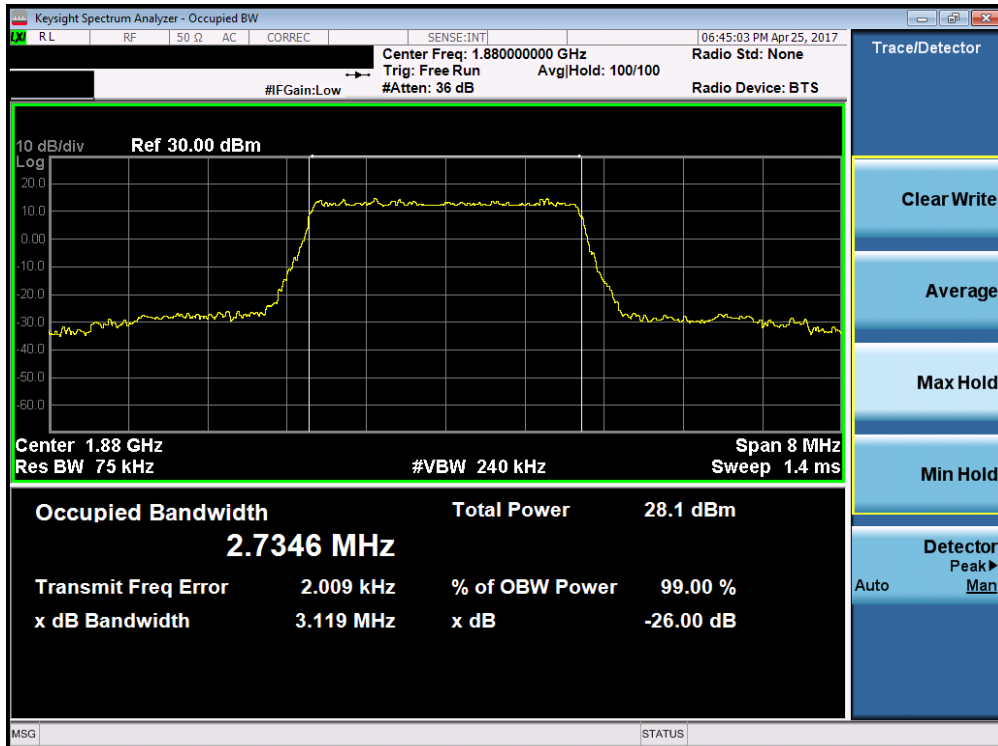 Keysight Spectrum Analyzer - Occupied BW
LXI RL RF 50 Ω AC CORREC SENSE:INT 06:45:03 PM Apr 25, 2017
Center Freq: 1.880000000 GHz Radio Std: None
Trig: Free Run Avg|Hold: 100/100
#IFGain:Low #Atten: 36 dB Radio Device: BTS
10 dB/div Ref 30.00 dBm
Log
20.0
10.0
0.00
-10.0
-20.0
-30.0
-40.0
-50.0
-60.0
Center 1.88 GHz Span 8 MHz
Res BW 75 kHz #VBW 240 kHz Sweep 1.4 ms
Occupied Bandwidth Total Power 28.1 dBm
2.7346 MHz
Transmit Freq Error 2.009 kHz % of OBW Power 99.00 %
x dB Bandwidth 3.119 MHz x dB -26.00 dB
MSG STATUS
Trace/Detector
Clear Write
Average
Max Hold
Min Hold
Detector
Peak▶
Auto Man